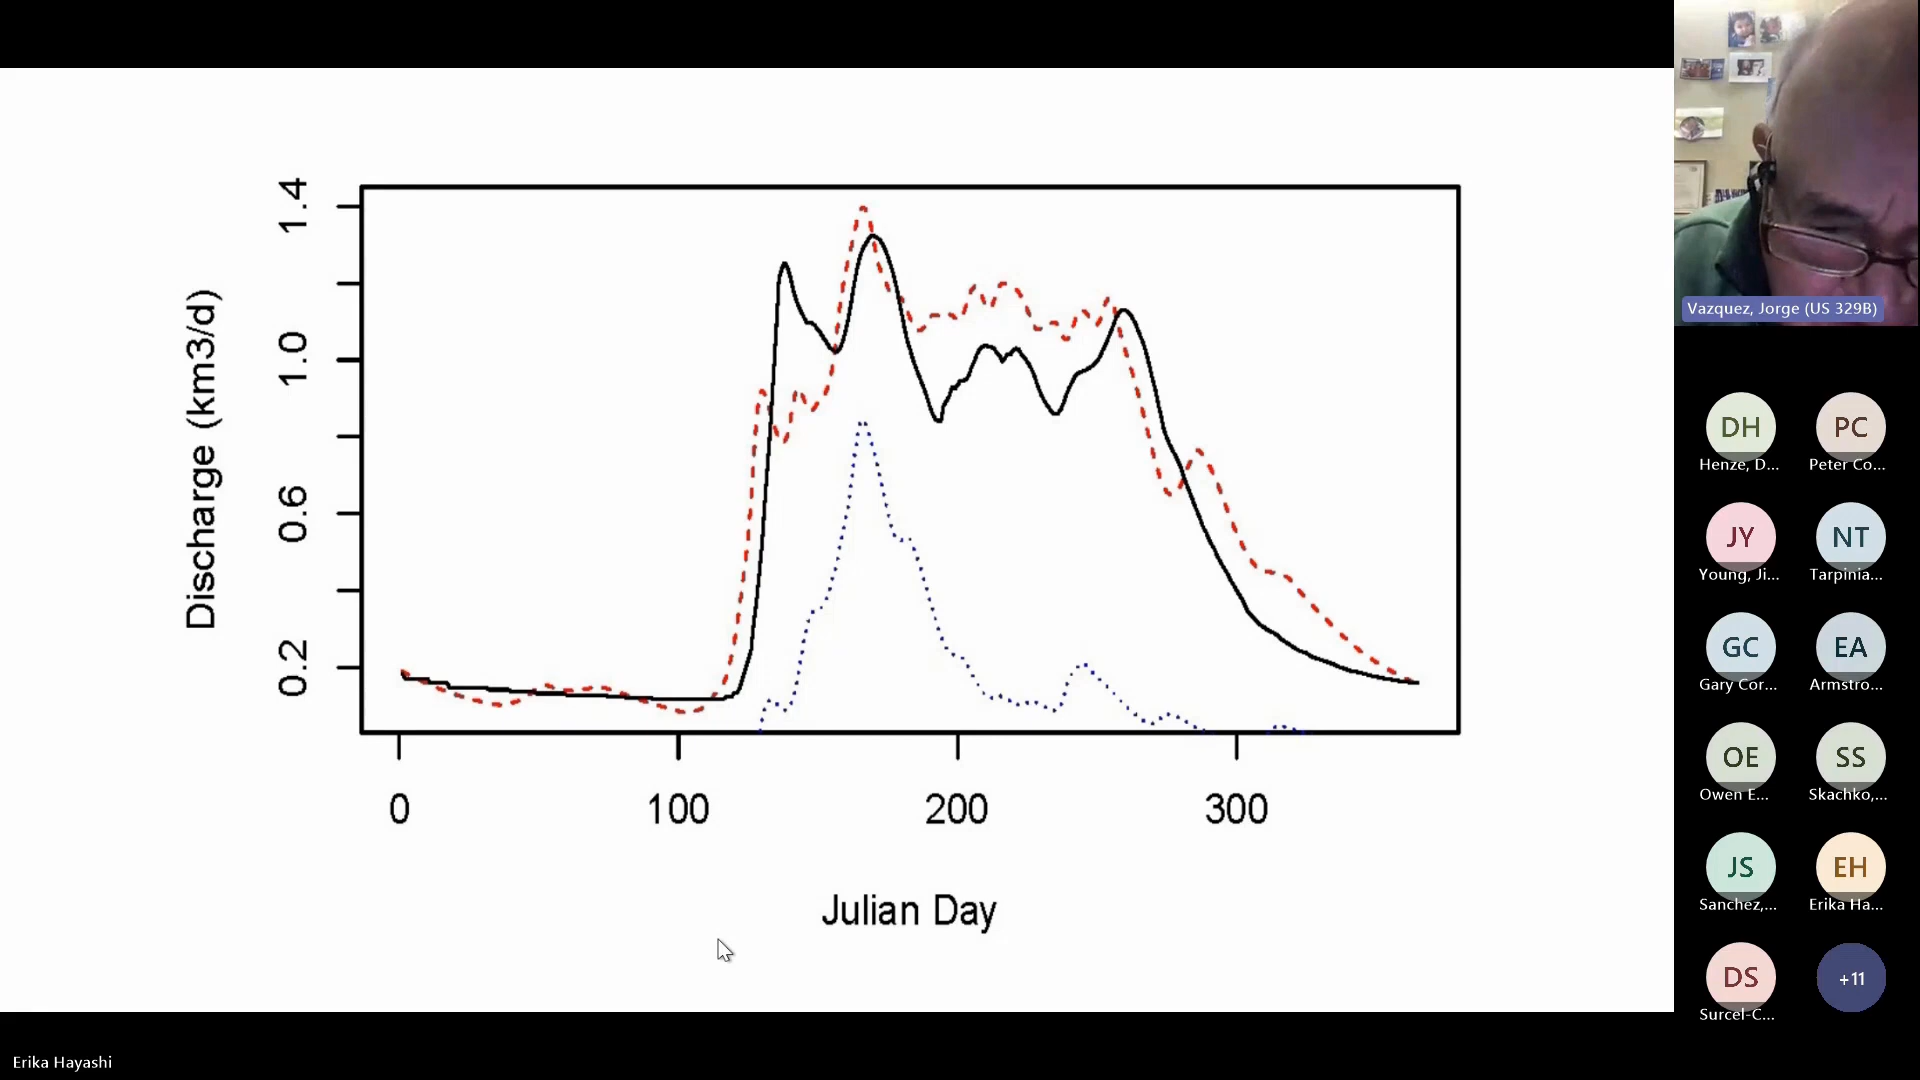 Discharge (km3/d)
1.4
1.0
0.6
0.2
0
100
200
300
Julian Day
Vazquez, Jorge (US 329B)
DH
Henze, D...
PC
Peter Co...
JY
Young, Ji...
NT
Tarpinia...
GC
Gary Cor...
EA
Armstro...
OE
Owen E...
SS
Skachko,...
JS
Sanchez,...
EH
Erika Ha...
DS
Surcel-C...
+11
Erika Hayashi